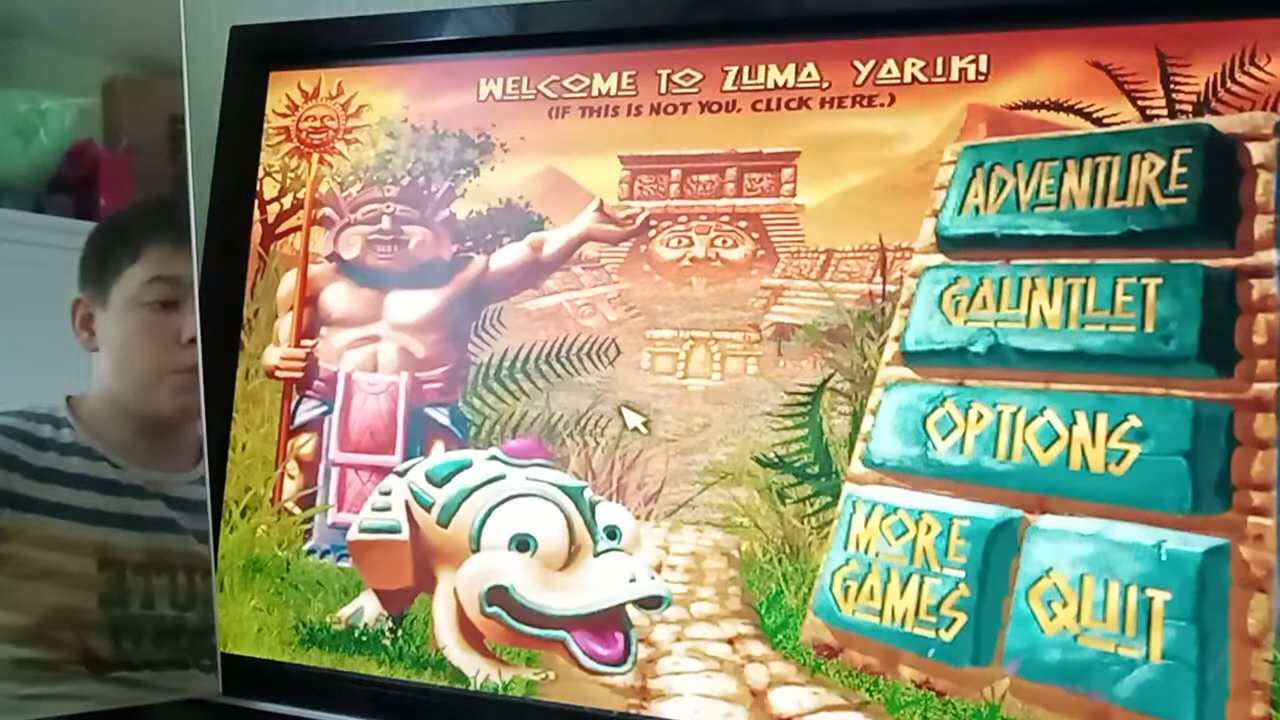 WELCOME TO ZUMA, YARIK!
(IF THIS IS NOT YOU, CLICK HERE.)
ADVENTURE
GAUNTLET
OPTIONS
MORE
GAMES
QUIT